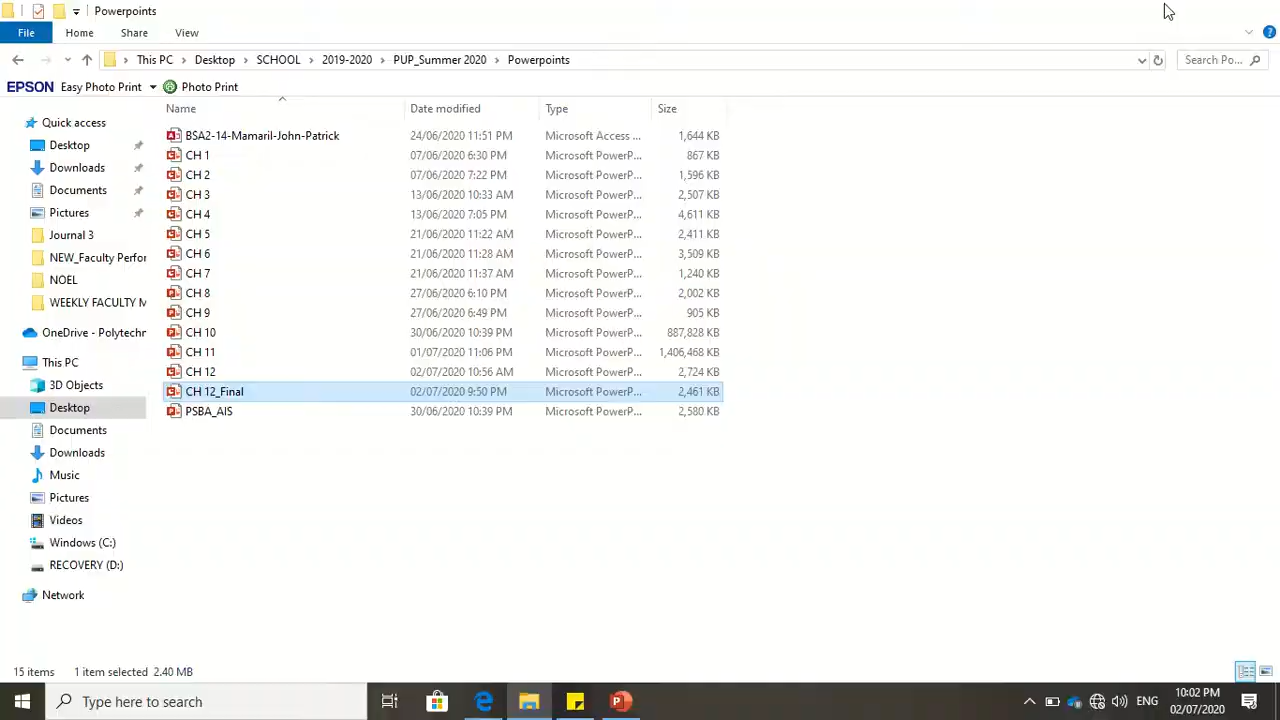 Powerpoints
File Home Share View
This PC Desktop SCHOOL 2019-2020 PUP_Summer 2020 Powerpoints Search Po...
EPSON Easy Photo Print Photo Print
Name Date modified Type Size
Quick access
Desktop
Downloads
Documents
Pictures
Journal 3
NEW_Faculty Perfor
NOEL
WEEKLY FACULTY M
OneDrive - Polytechn
This PC
3D Objects
Desktop
Documents
Downloads
Music
Pictures
Videos
Windows (C:)
RECOVERY (D:)
Network
BSA2-14-Mamaril-John-Patrick 24/06/2020 11:51 PM Microsoft Access ... 1,644 KB
CH 1 07/06/2020 6:30 PM Microsoft PowerP... 867 KB
CH 2 07/06/2020 7:22 PM Microsoft PowerP... 1,596 KB
CH 3 13/06/2020 10:33 AM Microsoft PowerP... 2,507 KB
CH 4 13/06/2020 7:05 PM Microsoft PowerP... 4,611 KB
CH 5 21/06/2020 11:22 AM Microsoft PowerP... 2,411 KB
CH 6 21/06/2020 11:28 AM Microsoft PowerP... 3,509 KB
CH 7 21/06/2020 11:37 AM Microsoft PowerP... 1,240 KB
CH 8 27/06/2020 6:10 PM Microsoft PowerP... 2,002 KB
CH 9 27/06/2020 6:49 PM Microsoft PowerP... 905 KB
CH 10 30/06/2020 10:39 PM Microsoft PowerP... 887,828 KB
CH 11 01/07/2020 11:06 PM Microsoft PowerP... 1,406,468 KB
CH 12 02/07/2020 10:56 AM Microsoft PowerP... 2,724 KB
CH 12_Final 02/07/2020 9:50 PM Microsoft PowerP... 2,461 KB
PSBA_AIS 30/06/2020 10:39 PM Microsoft PowerP... 2,580 KB
15 items 1 item selected 2.40 MB
Type here to search
ENG
10:02 PM
02/07/2020